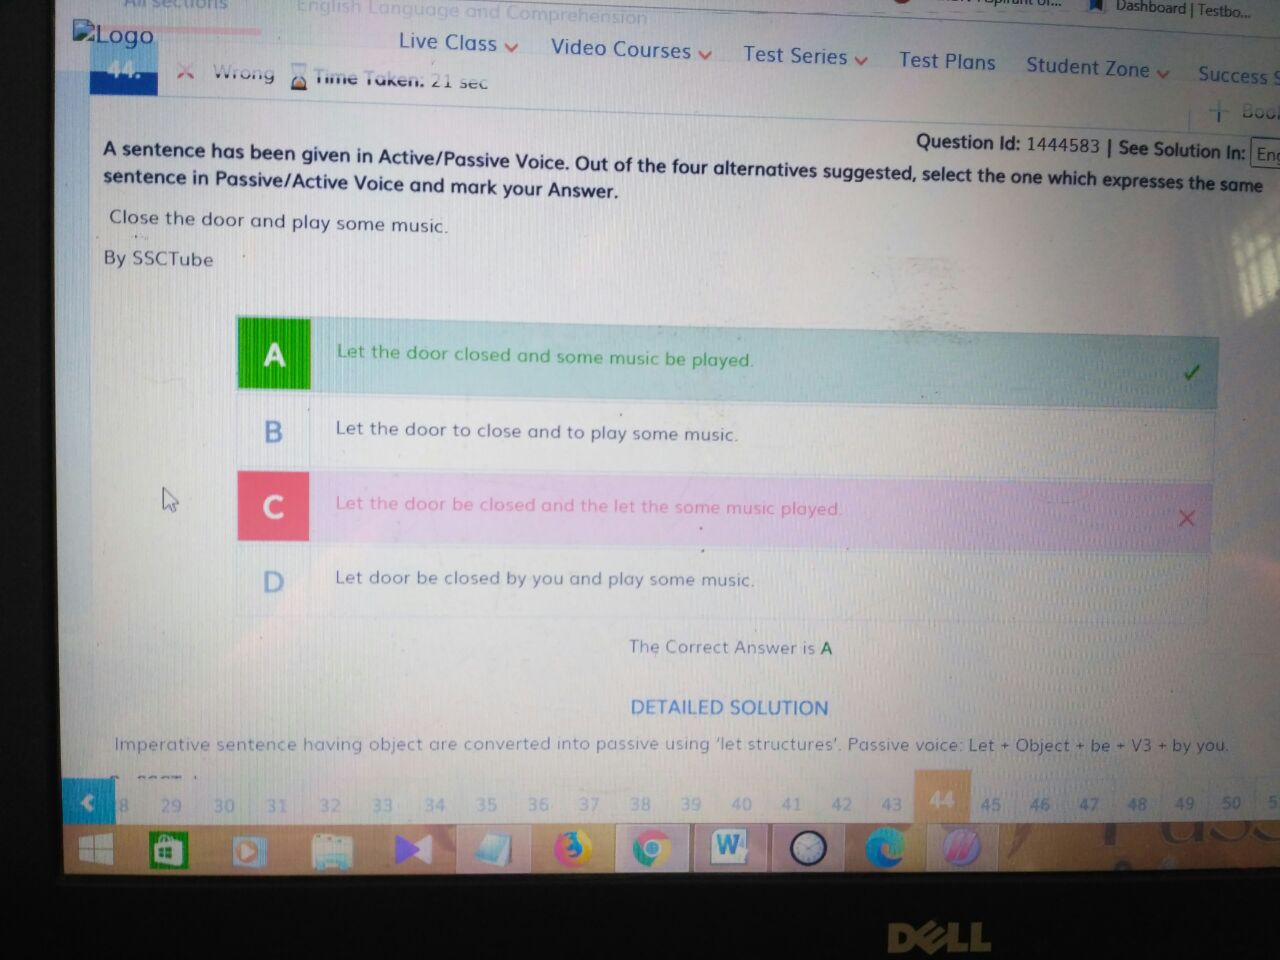 All sections English Language and Comprehension
Dashboard | Testbo...
Logo
Live Class Video Courses Test Series Test Plans Student Zone Success S
44. Wrong Time Taken: 21 sec
Question Id: 1444583 | See Solution In:
A sentence has been given in Active/Passive Voice. Out of the four alternatives suggested, select the one which expresses the same
sentence in Passive/Active Voice and mark your Answer.
Close the door and play some music.
By SSCTube
A Let the door closed and some music be played.
B Let the door to close and to play some music.
C Let the door be closed and the let the some music played.
D Let door be closed by you and play some music.
The Correct Answer is A
DETAILED SOLUTION
Imperative sentence having object are converted into passive using 'let structures'. Passive voice: Let + Object + be + V3 + by you.
8 29 30 31 32 33 34 35 36 37 38 39 40 41 42 43 44 45 46 47 48 49 50 5
DELL